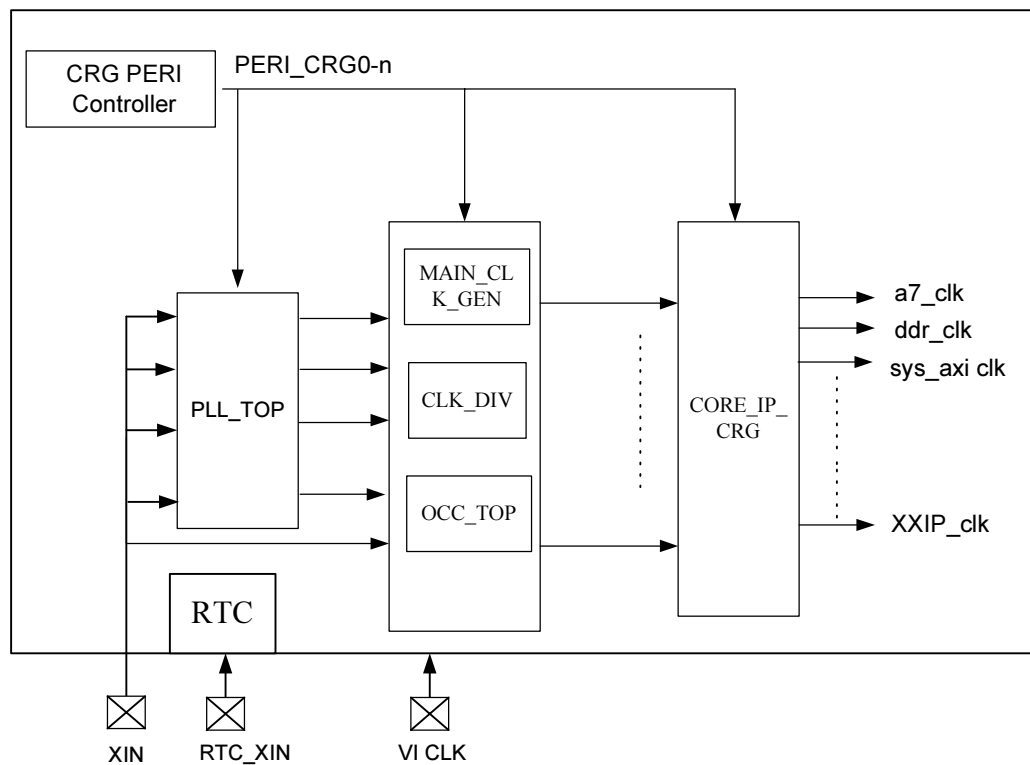 CRG PERI
Controller
PERI_CRG0-n
MAIN_CL
K_GEN
PLL_TOP
CLK_DIV
OCC_TOP
CORE_IP_
CRG
a7_clk
ddr_clk
sys_axi clk
XXIP_clk
RTC
XIN
RTC_XIN
VI CLK